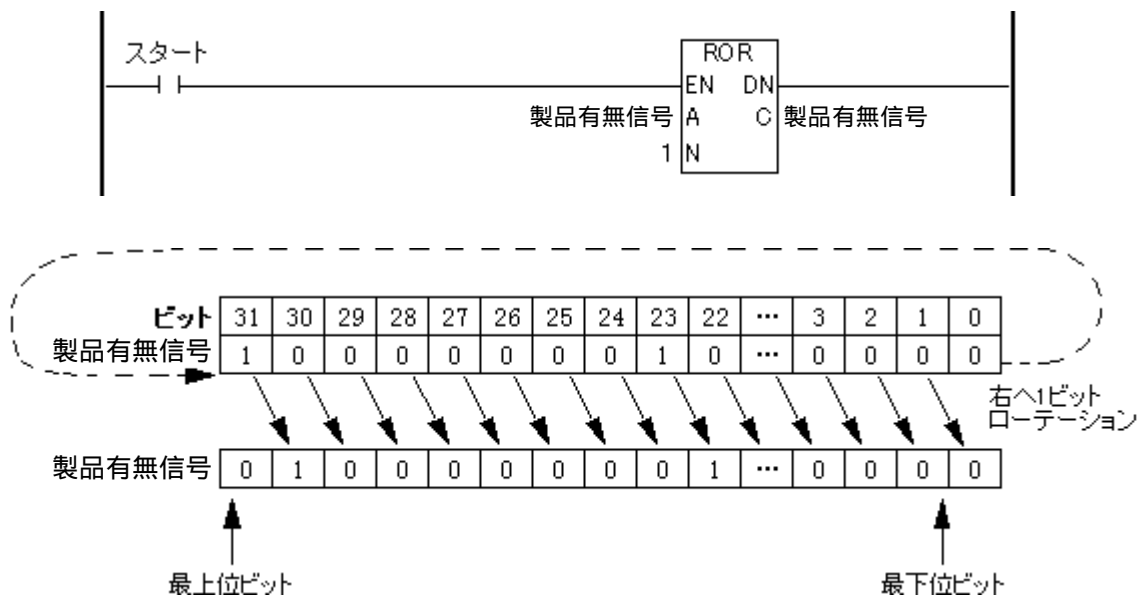 スタート
ROR
EN DN
製品有無信号 A C 製品有無信号
1 N
ビット 31 30 29 28 27 26 25 24 23 22 … 3 2 1 0
製品有無信号 1 0 0 0 0 0 0 0 1 0 … 0 0 0 0
右へ1ビット
ローテーション
製品有無信号 0 1 0 0 0 0 0 0 0 1 … 0 0 0 0
最上位ビット 最下位ビット